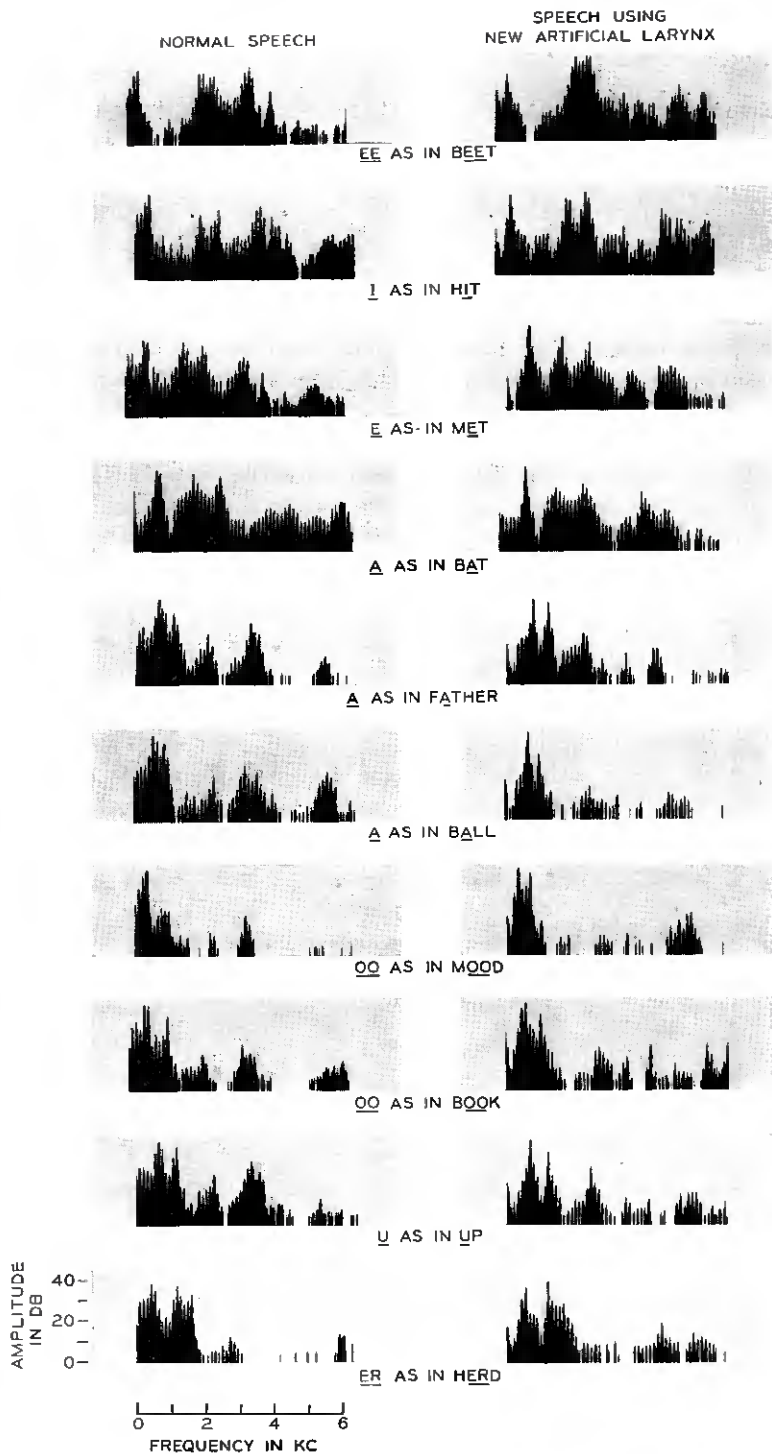 NORMAL SPEECH
SPEECH USING
NEW ARTIFICIAL LARYNX
EE AS IN BEET
I AS IN HIT
E AS-IN MET
A AS IN BAT
A AS IN FATHER
A AS IN BALL
OO AS IN MOOD
OO AS IN BOOK
U AS IN UP
AMPLITUDE
IN DB
40
20
0
ER AS IN HERD
0 2 4 6
FREQUENCY IN KC